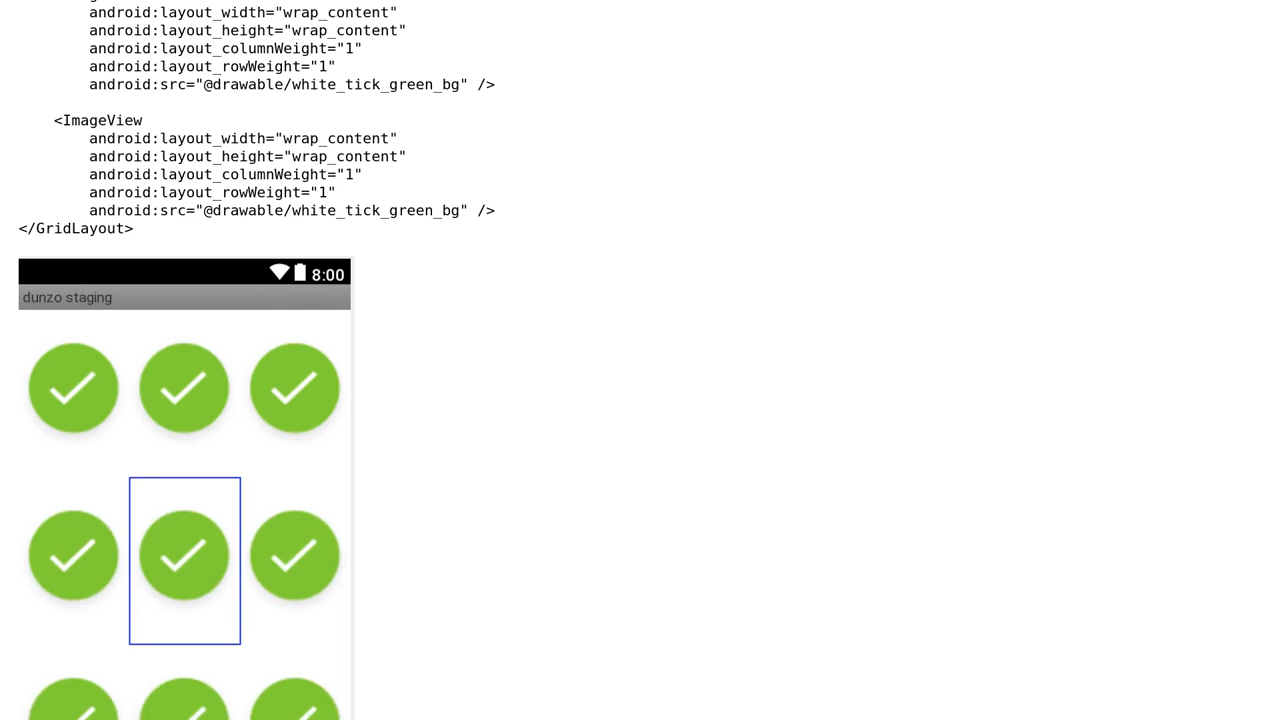 android:layout_width="wrap_content"
android:layout_height="wrap_content"
android:layout_columnWeight="1"
android:layout_rowWeight="1"
android:src="@drawable/white_tick_green_bg" />
<ImageView
android:layout_width="wrap_content"
android:layout_height="wrap_content"
android:layout_columnWeight="1"
android:layout_rowWeight="1"
android:src="@drawable/white_tick_green_bg" />
</GridLayout>
8:00
dunzo staging